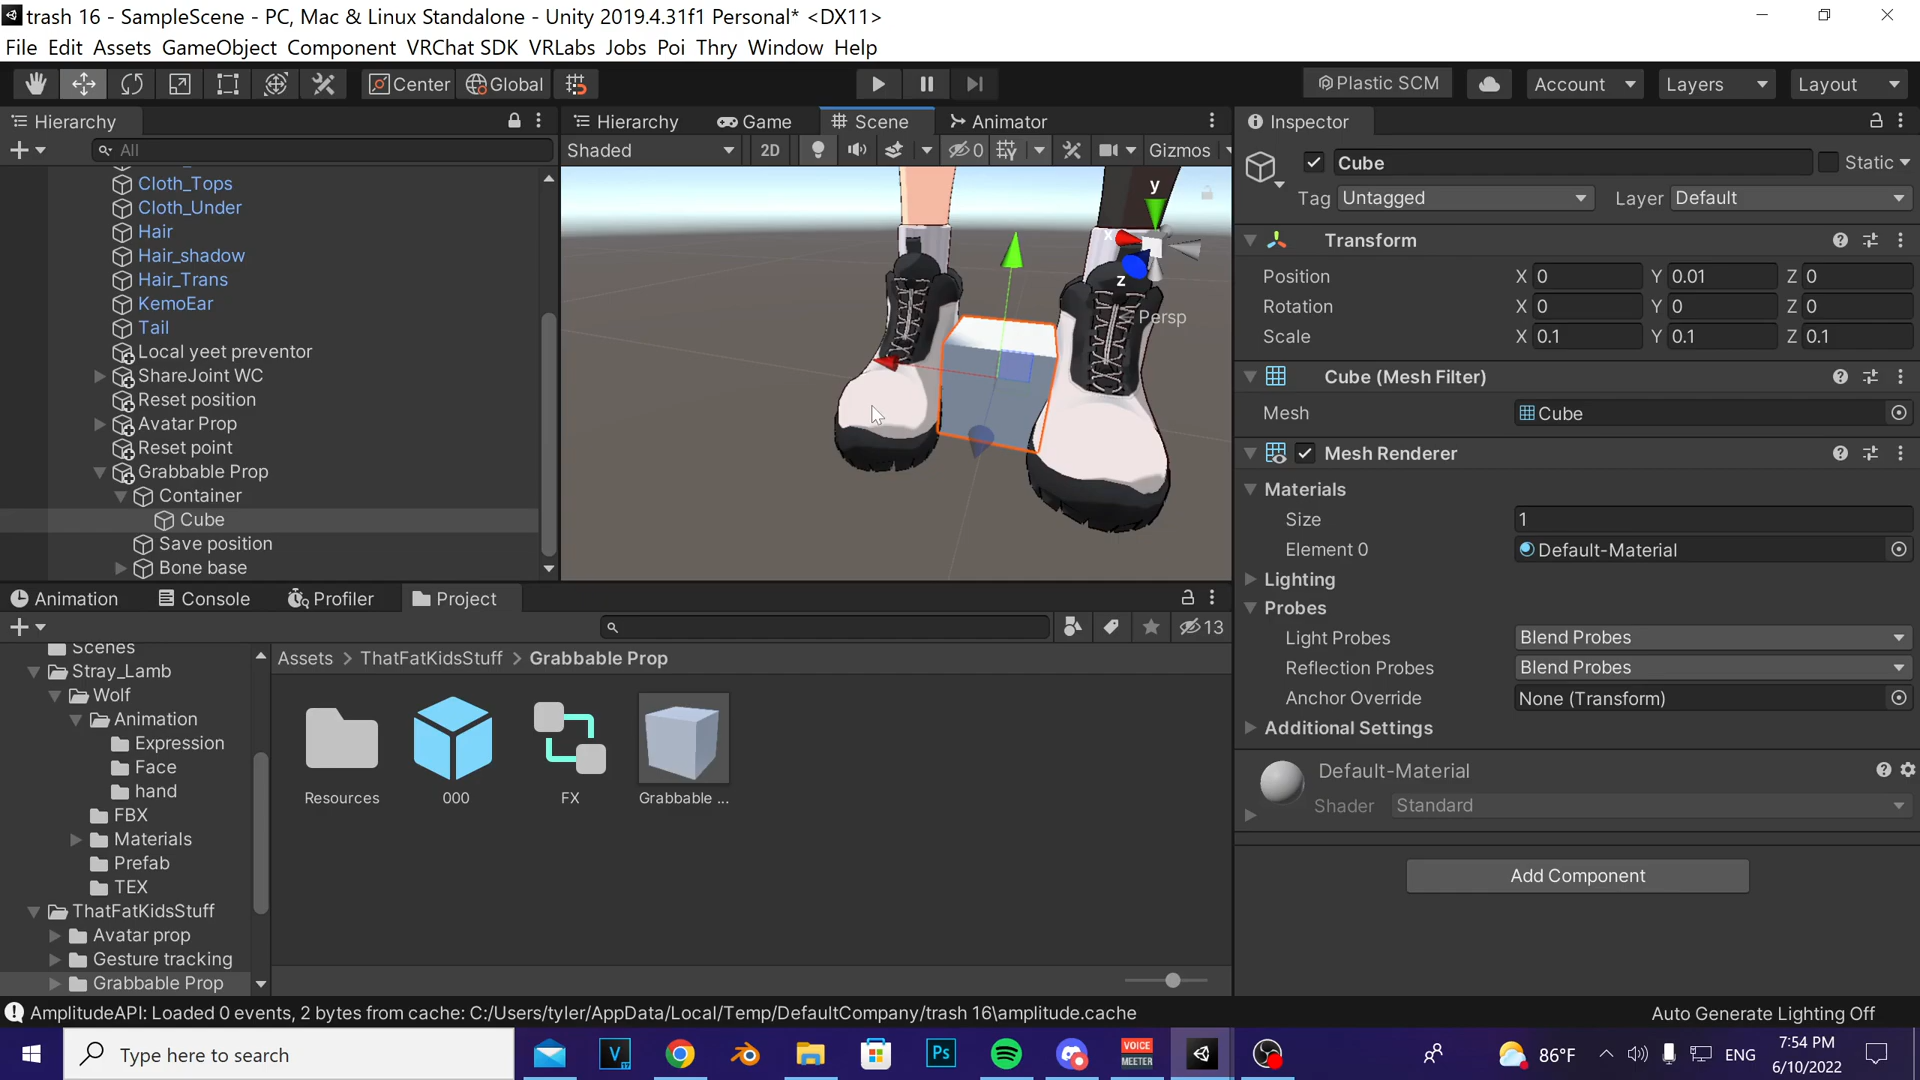 trash 16 - SampleScene - PC, Mac & Linux Standalone - Unity 2019.4.31f1 Personal* <DX11>
File Edit Assets GameObject Component VRChat SDK VRLabs Jobs Poi Thry Window Help
Center Global Plastic SCM Account Layers Layout
Hierarchy
All
Cloth_Tops
Cloth_Under
Hair
Hair_shadow
Hair_Trans
KemoEar
Tail
Local yeet preventor
ShareJoint WC
Reset position
Avatar Prop
Reset point
Grabbable Prop
Container
Cube
Save position
Bone base
Hierarchy Game Scene Animator
Shaded 2D 0 Gizmos
y
x
z
Persp
Inspector
Cube Static
Tag Untagged Layer Default
Transform
Position X 0 Y 0.01 Z 0
Rotation X 0 Y 0 Z 0
Scale X 0.1 Y 0.1 Z 0.1
Cube (Mesh Filter)
Mesh Cube
Mesh Renderer
Materials
Size 1
Element 0 Default-Material
Lighting
Probes
Light Probes Blend Probes
Reflection Probes Blend Probes
Anchor Override None (Transform)
Additional Settings
Default-Material
Shader Standard
Add Component
Animation Console Profiler Project
13
Scenes
Stray_Lamb
Wolf
Animation
Expression
Face
hand
FBX
Materials
Prefab
TEX
ThatFatKidsStuff
Avatar prop
Gesture tracking
Grabbable Prop
Assets > ThatFatKidsStuff > Grabbable Prop
Resources 000 FX Grabbable ...
AmplitudeAPI: Loaded 0 events, 2 bytes from cache: C:/Users/tyler/AppData/Local/Temp/DefaultCompany/trash 16\amplitude.cache
Auto Generate Lighting Off
Type here to search
V
Ps
VOICE
MEETER
86°F
ENG
7:54 PM
6/10/2022